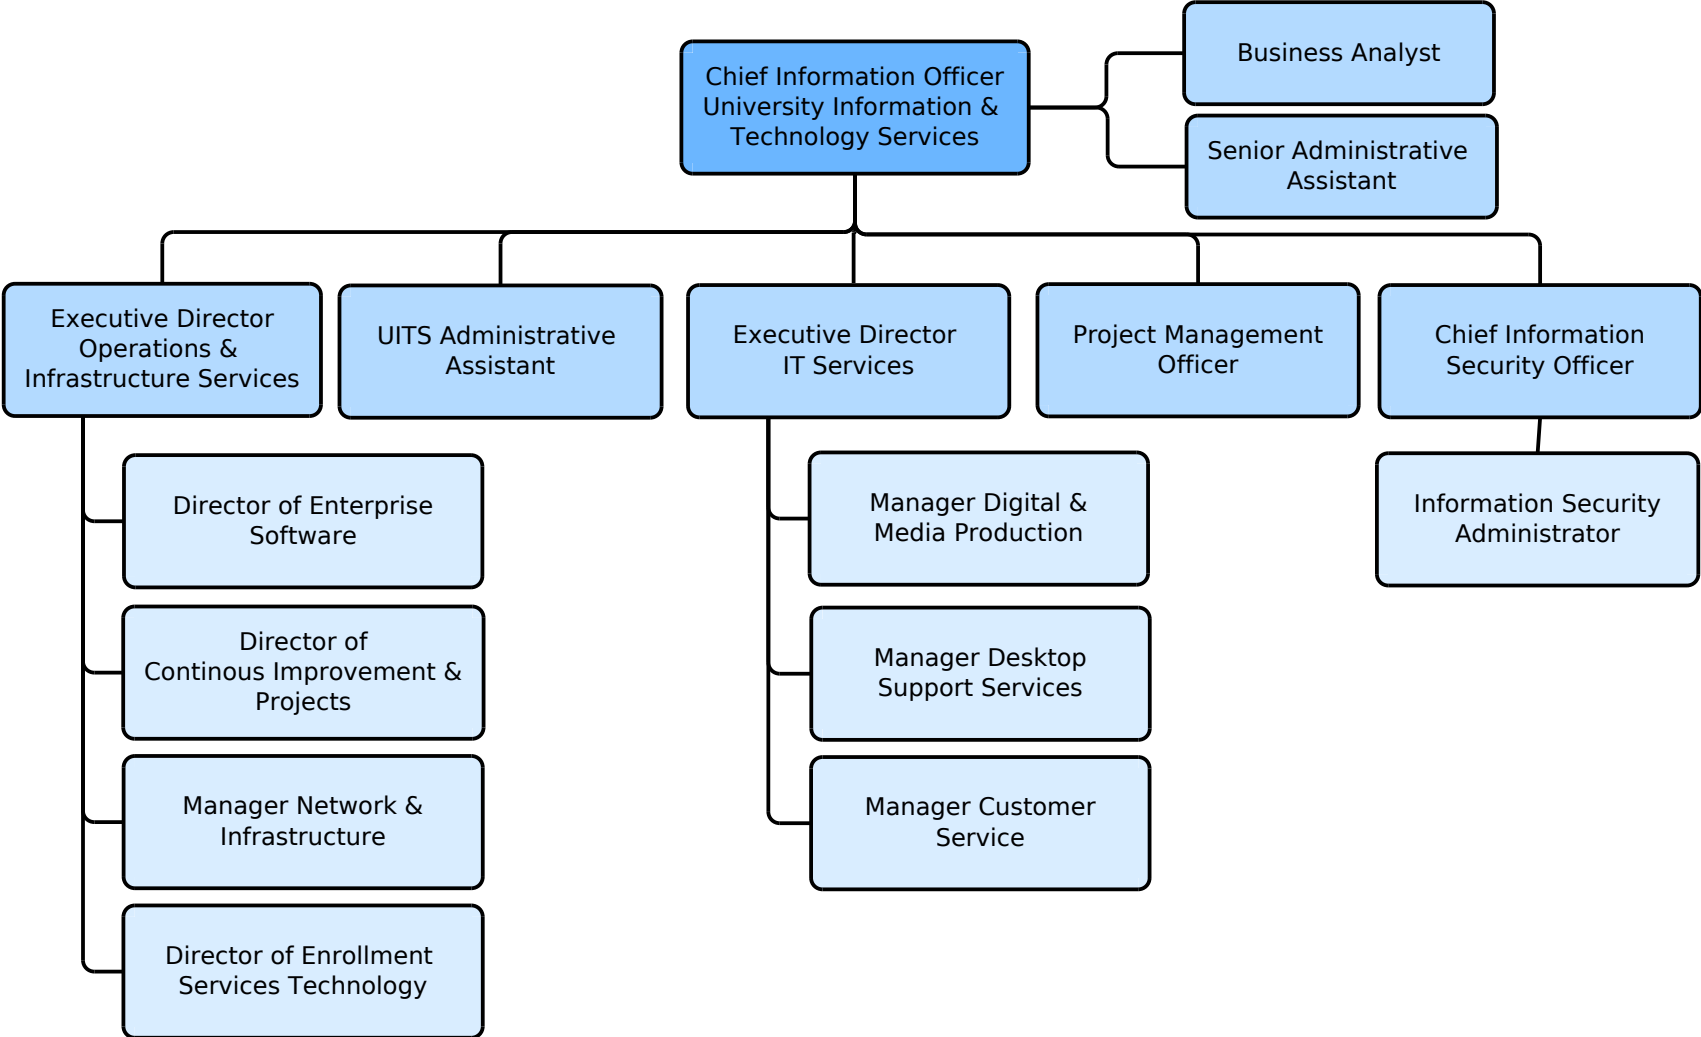 Chief Information Officer
University Information &
Technology Services
Business Analyst
Senior Administrative
Assistant
Executive Director
Operations &
Infrastructure Services
UITS Administrative
Assistant
Executive Director
IT Services
Project Management
Officer
Chief Information
Security Officer
Director of Enterprise
Software
Director of
Continous Improvement &
Projects
Manager Network &
Infrastructure
Director of Enrollment
Services Technology
Manager Digital &
Media Production
Manager Desktop
Support Services
Manager Customer
Service
Information Security
Administrator